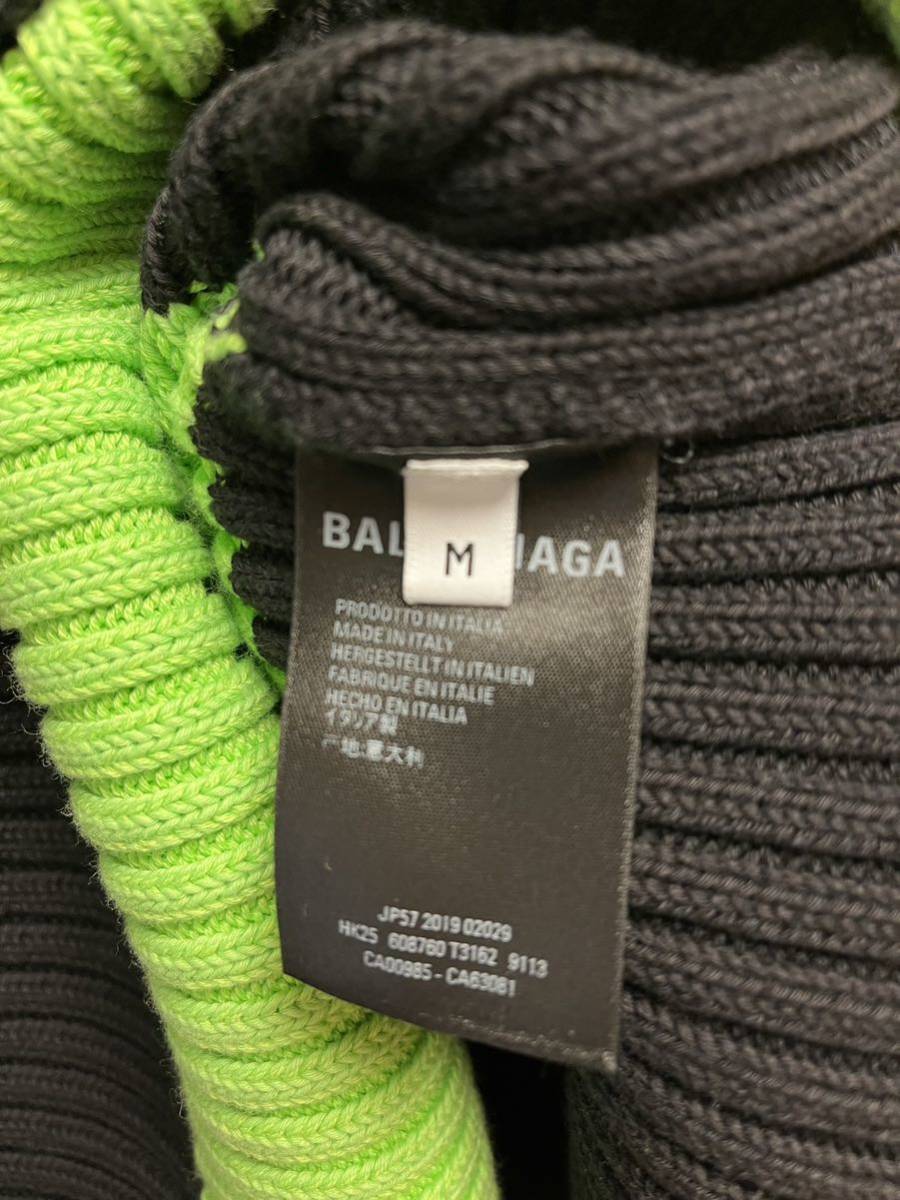 BAL
M
IAGA
PRODOTTO IN ITALIA
MADE IN ITALY
HERGESTELLT IN ITALIEN
FABRIQUE EN ITALIE
HECHO EN ITALIA
イタリア製
产地:意大利
JP57 2019 02029
HK25 608760 T3162 9113
CA00985 - CA63081